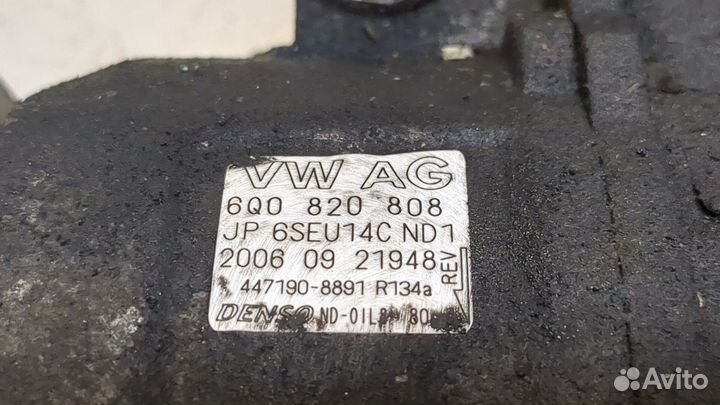 VW AG
6Q0 820 808
JP 6SEU14C ND1
2006 09 21948
REV
447190-8891 R134a
DENSO
Avito